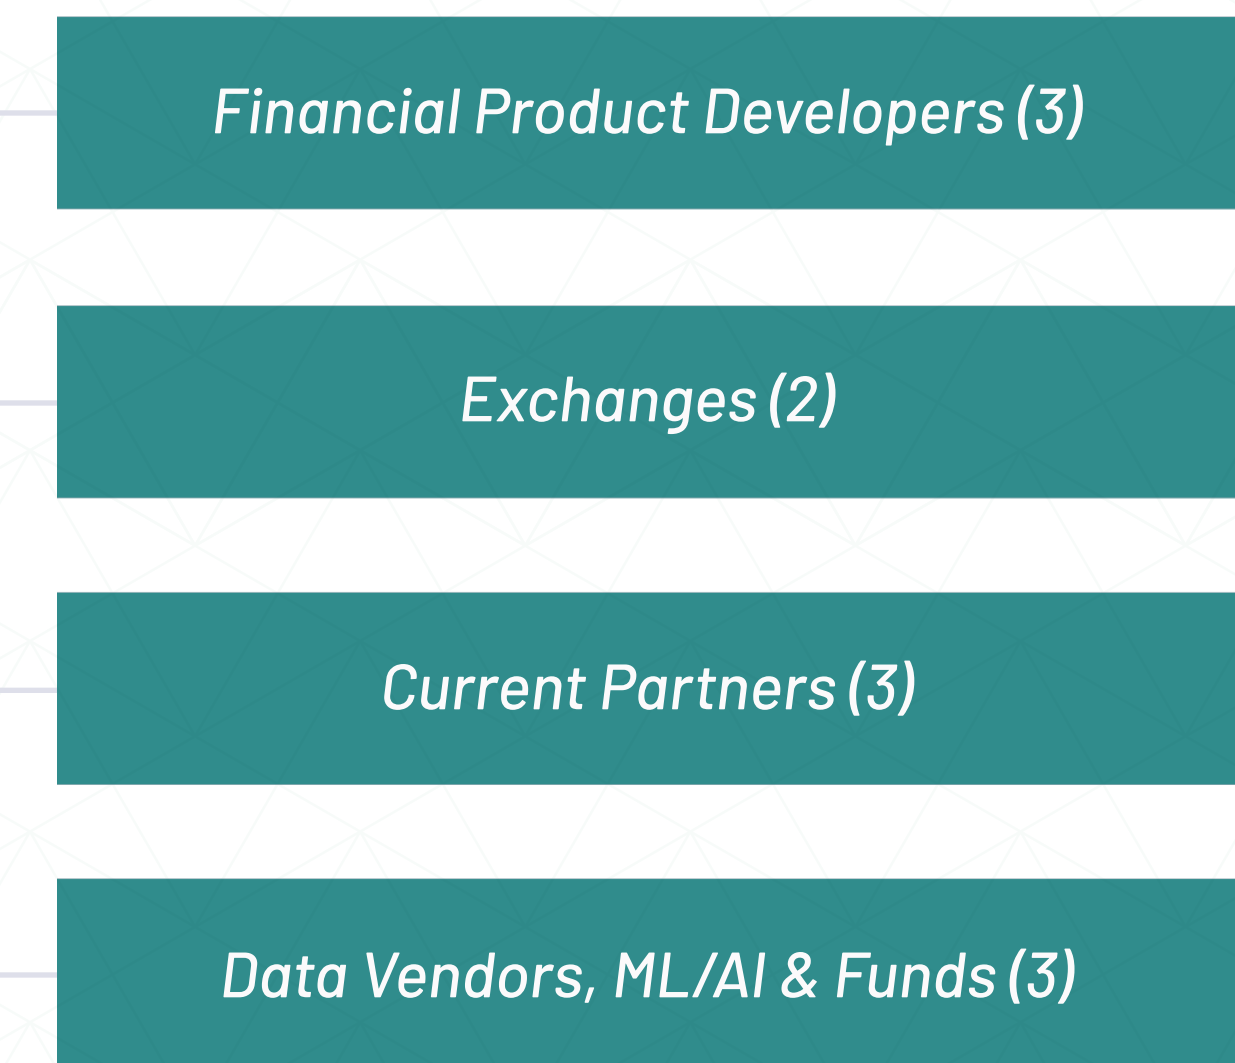 Financial Product Developers (3)
Exchanges (2)
Current Partners (3)
Data Vendors, ML/AI & Funds (3)